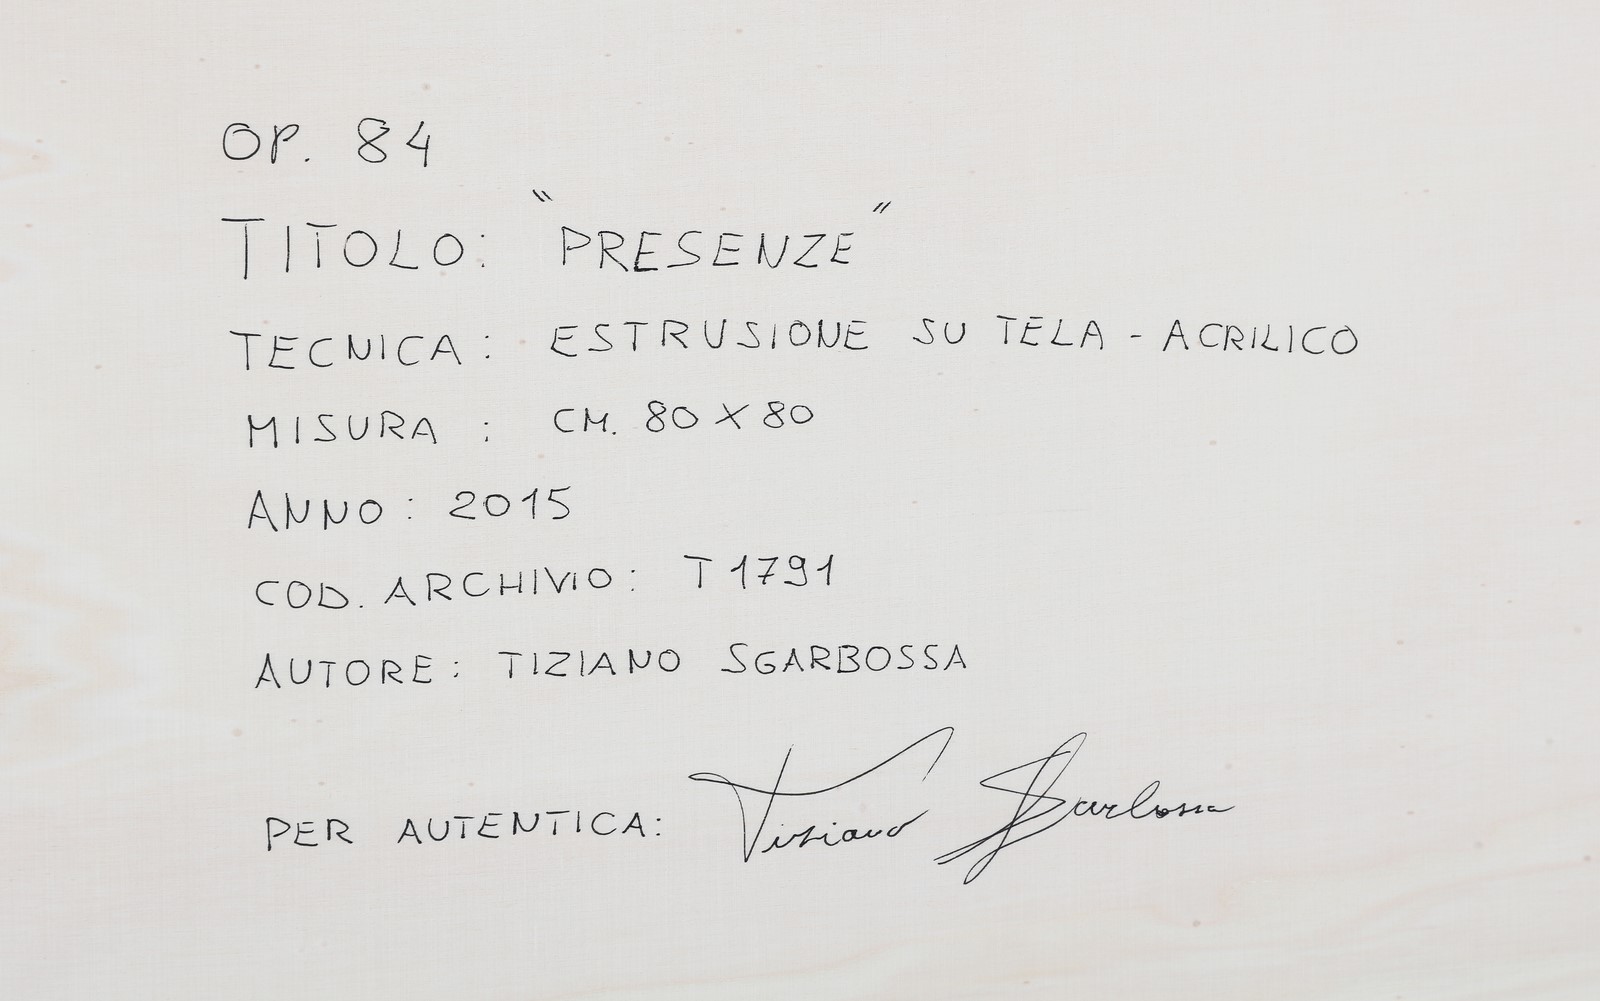 OP. 84
TITOLO: "PRESENZE"
TECNICA: ESTRUSIONE SU TELA - ACRILICO
MISURA: CM. 80 X 80
ANNO: 2015
COD. ARCHIVIO: T 1791
AUTORE: TIZIANO SGARBOSSA
PER AUTENTICA: Tiziano Sgarbossa